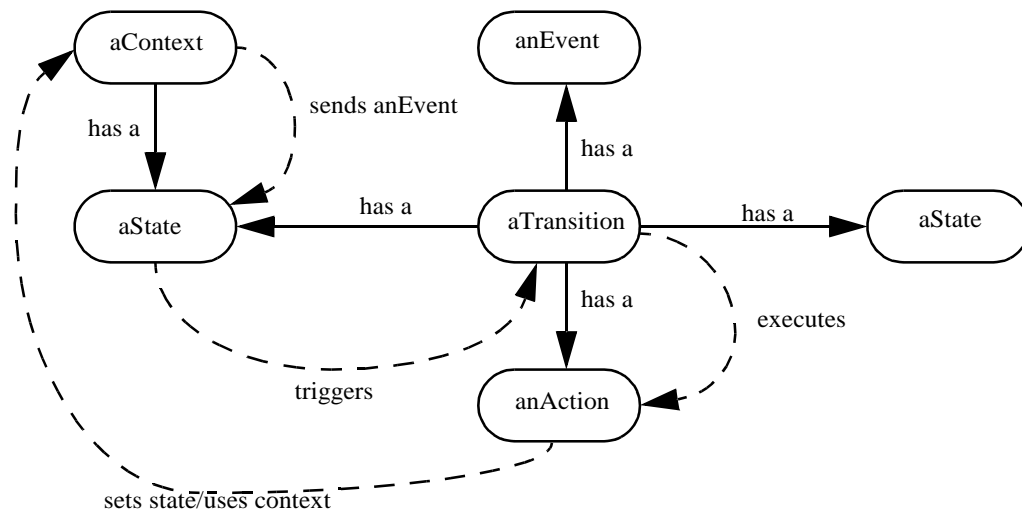 aContext
anEvent
sends anEvent
has a
has a
has a
has a
aState
aTransition
aState
has a
executes
triggers
anAction
sets state/uses context